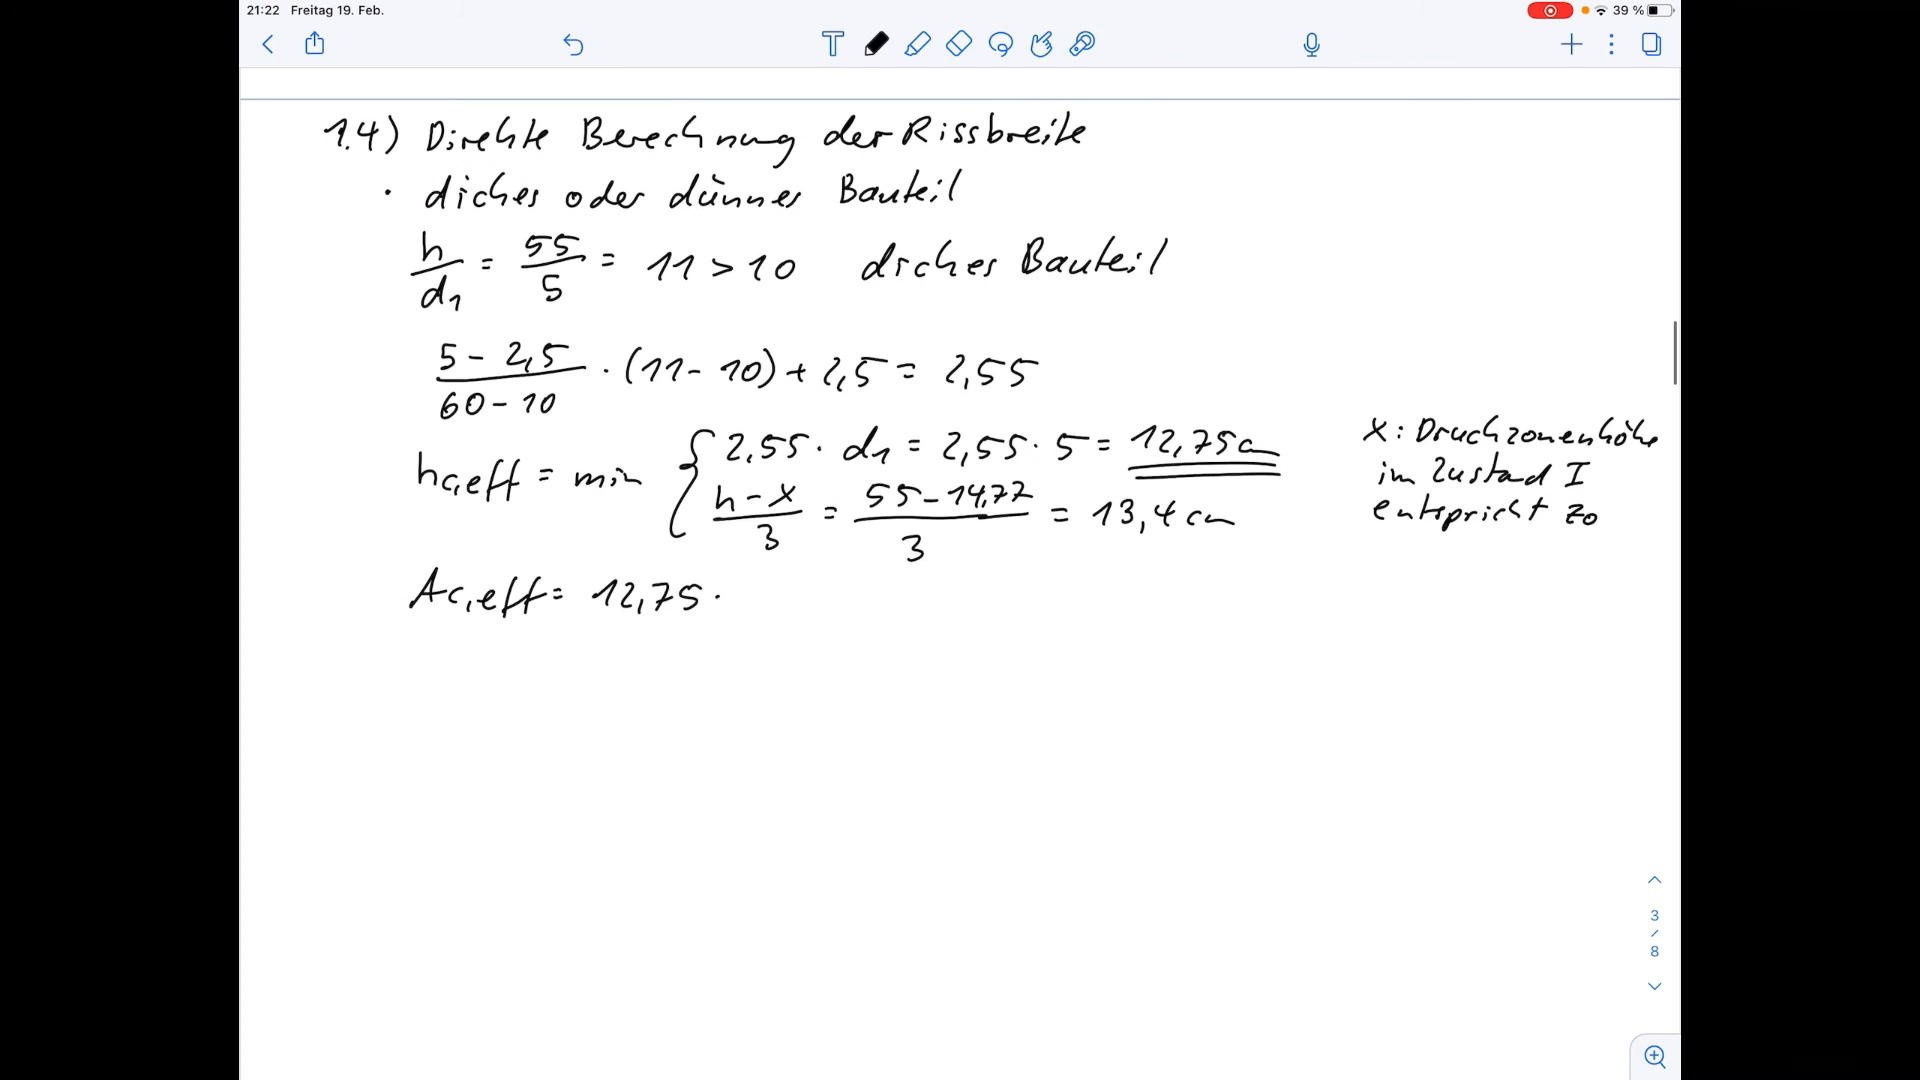 21:22 Freitag 19. Feb.
39 %
1.4) Direkte Berechnung der Rissbreite
· dickes oder dünnes Bauteil
h/d1 = 55/5 = 11 > 10 dickes Bauteil
(5 - 2,5)/(60 - 10) · (11 - 10) + 2,5 = 2,55
hc,eff = min { 2,55 · d1 = 2,55 · 5 = 12,75 cm
(h - x)/3 = (55 - 14,77)/3 = 13,4 cm
x: Druckzonenhöhe
im Zustand I
entspricht zo
Ac,eff = 12,75 ·
3
/
8